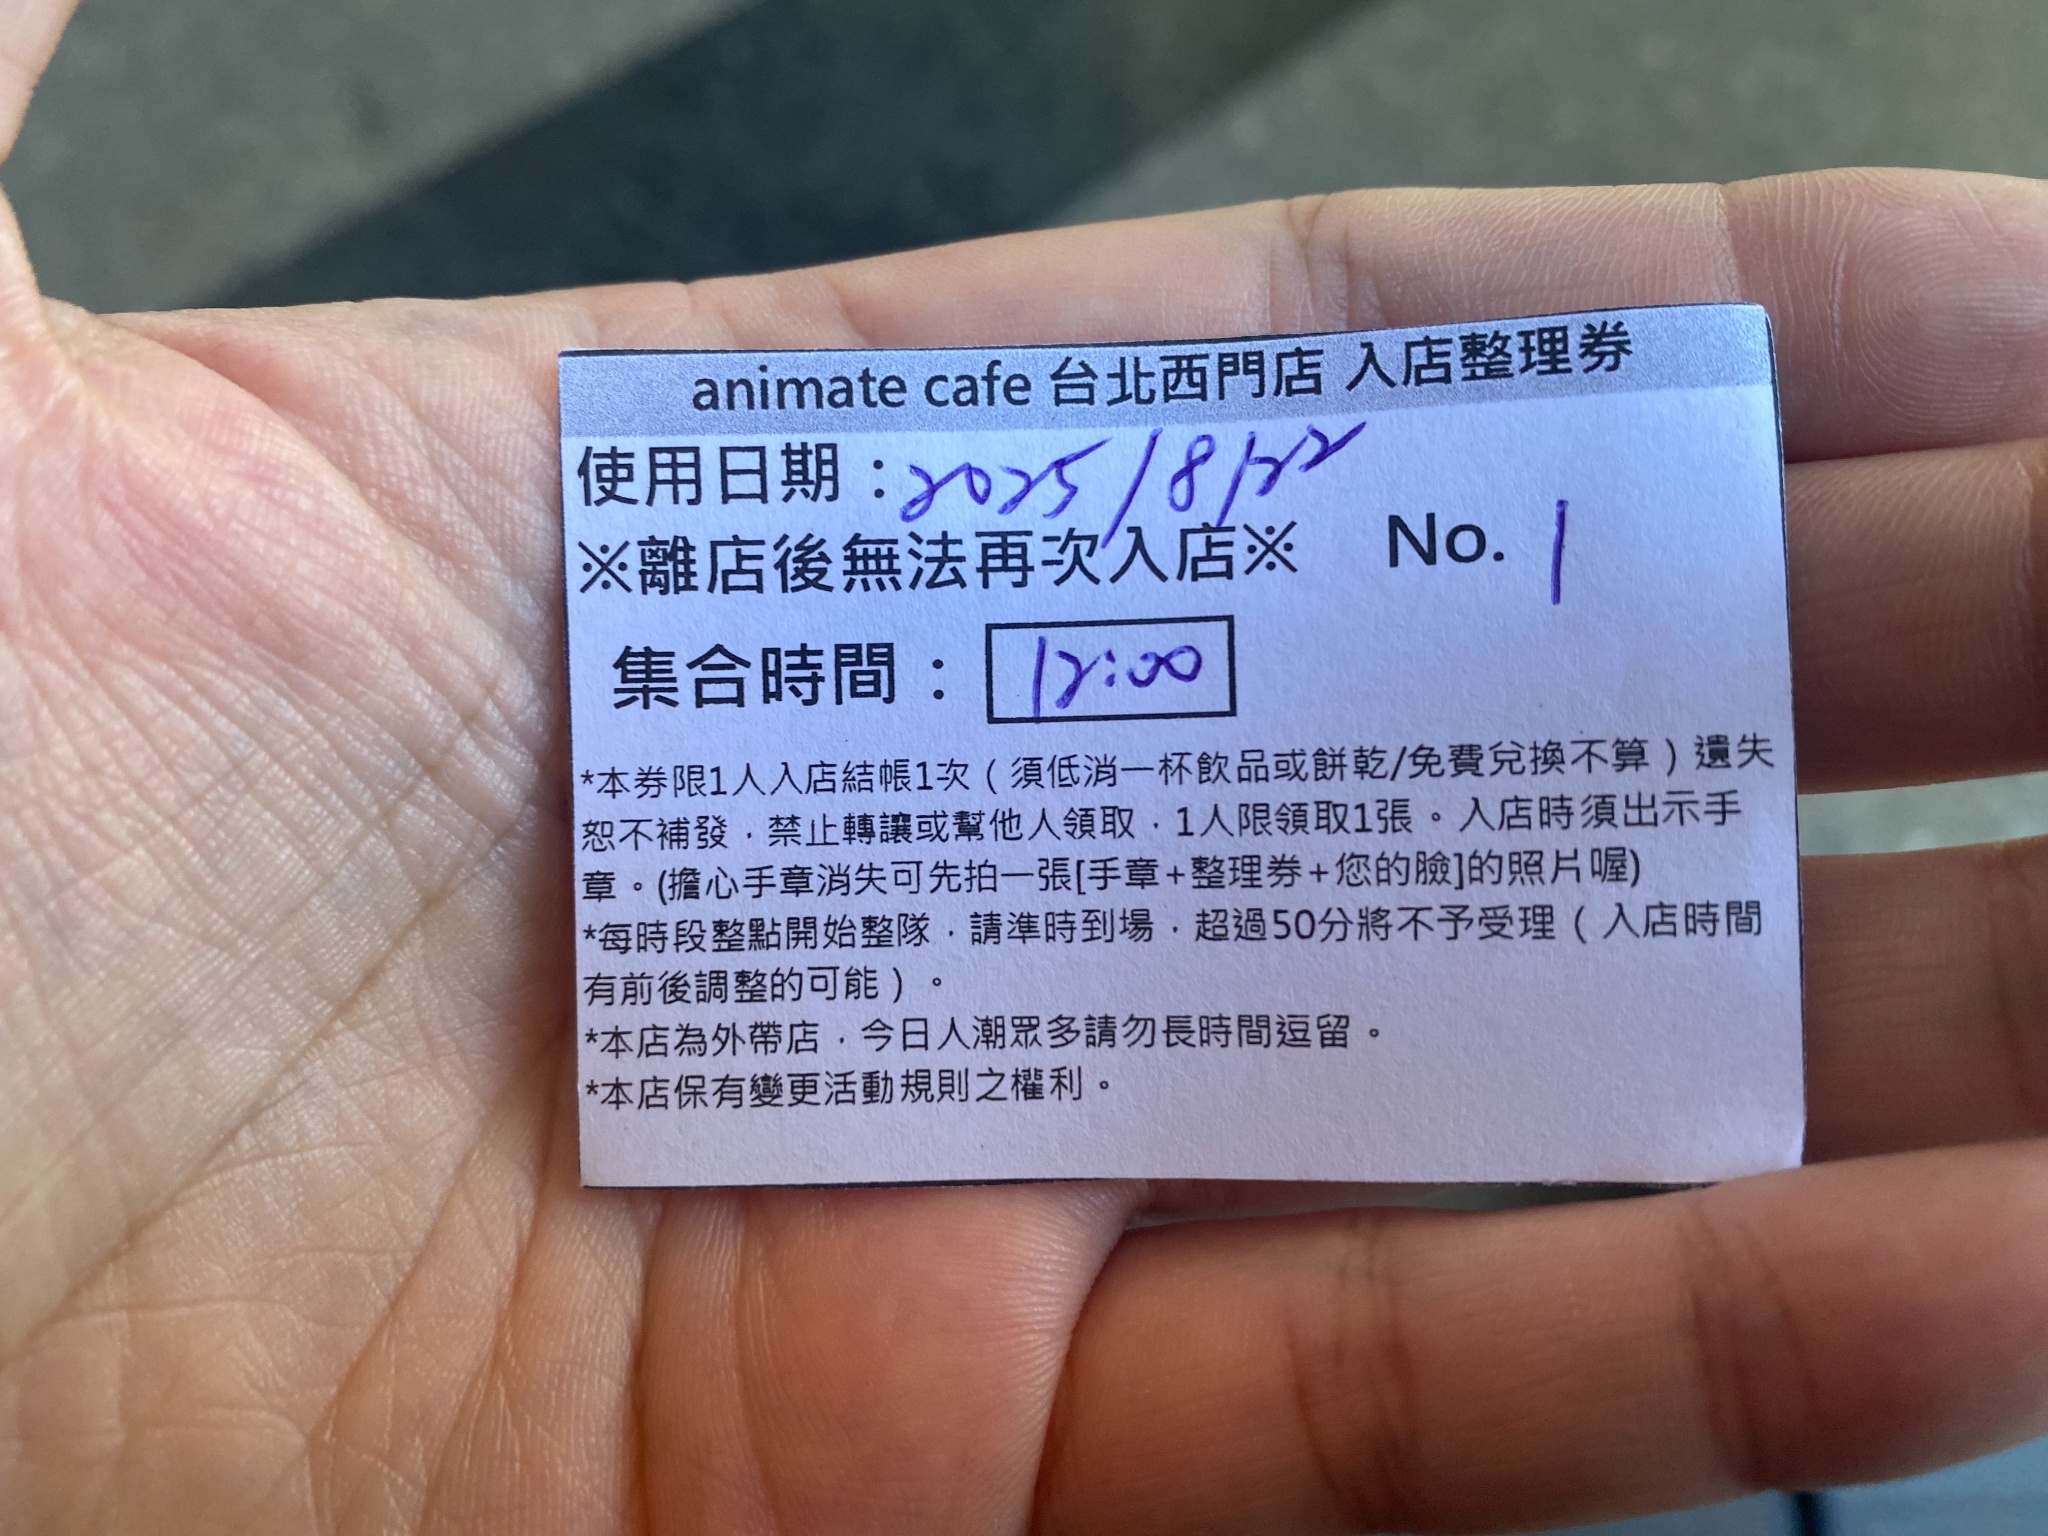 animate cafe 台北西門店 入店整理券
使用日期：2025/8/22
※離店後無法再次入店※ No. 1
集合時間： 12:00
*本券限1人入店結帳1次（須低消一杯飲品或餅乾/免費兌換不算）遺失
恕不補發，禁止轉讓或幫他人領取，1人限領取1張。入店時須出示手
章。(擔心手章消失可先拍一張[手章+整理券+您的臉]的照片喔)
*每時段整點開始整隊，請準時到場，超過50分將不予受理（入店時間
有前後調整的可能）。
*本店為外帶店，今日人潮眾多請勿長時間逗留。
*本店保有變更活動規則之權利。